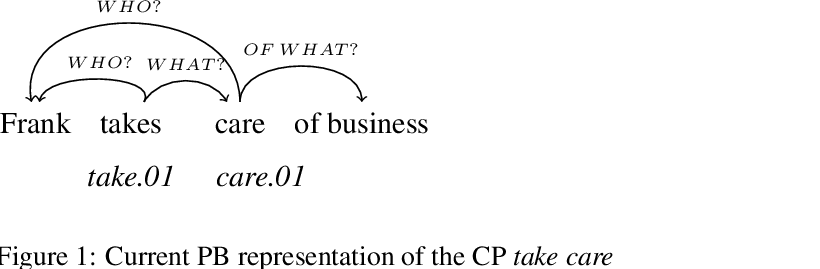 WHO?
WHO? WHAT? OF WHAT?
Frank takes care of business
take.01 care.01
Figure 1: Current PB representation of the CP take care